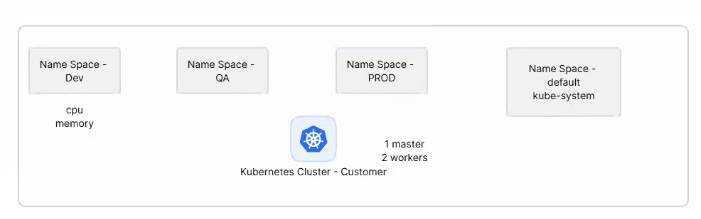 Name Space -
Dev
Name Space -
QA
Name Space -
PROD
Name Space -
default
kube-system
cpu
memory
1 master
2 workers
Kubernetes Cluster - Customer